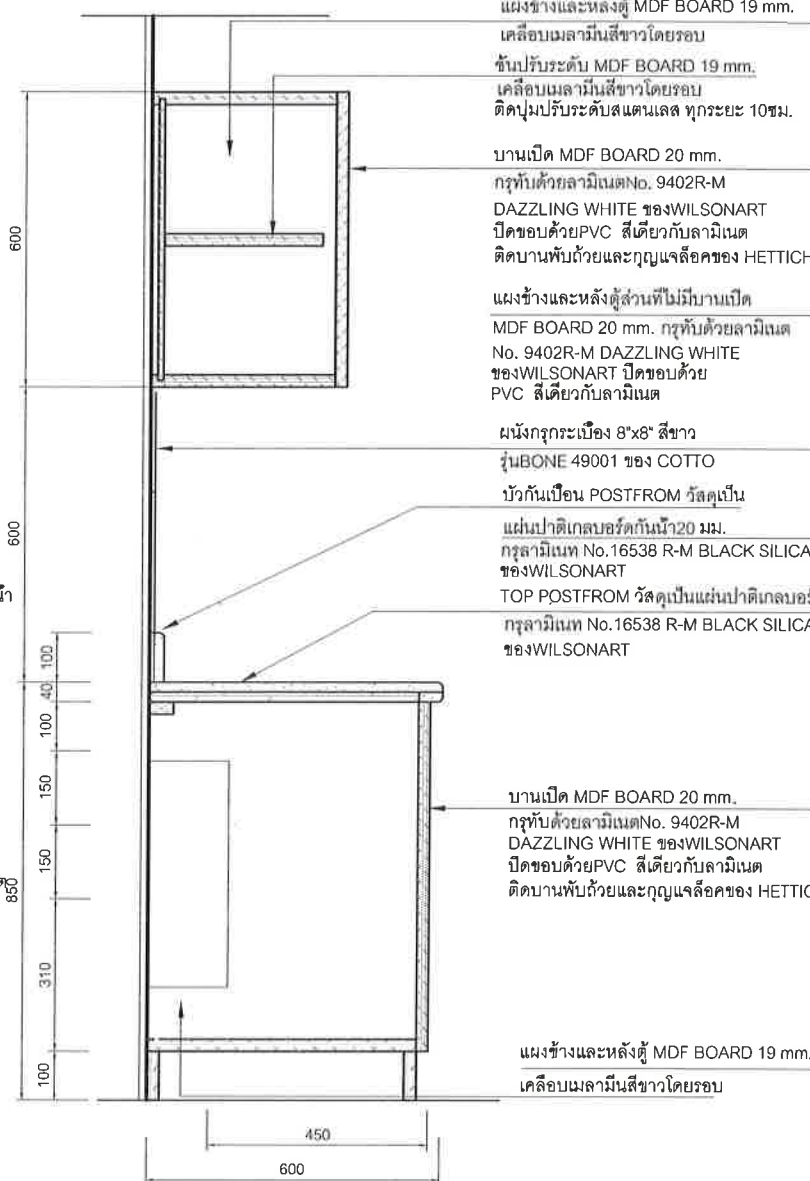 แผงข้างและหลังตู้ MDF BOARD 19 mm.
เคลือบเมลามีนสีขาวโดยรอบ
ชั้นปรับระดับ MDF BOARD 19 mm.
เคลือบเมลามีนสีขาวโดยรอบ
ติดปุ่มปรับระดับสแตนเลส ทุกระยะ 10ซม.
บานเปิด MDF BOARD 20 mm.
กรุทับด้วยลามิเนตNo. 9402R-M
DAZZLING WHITE ของWILSONART
ปิดขอบด้วยPVC สีเดียวกับลามิเนต
ติดบานพับถ้วยและกุญแจล็อคของ HETTICH
600
แผงข้างและหลังตู้ส่วนที่ไม่มีบานเปิด
MDF BOARD 20 mm. กรุทับด้วยลามิเนต
No. 9402R-M DAZZLING WHITE
ของWILSONART ปิดขอบด้วย
PVC สีเดียวกับลามิเนต
ผนังกรุกระเบื้อง 8"x8" สีขาว
รุ่นBONE 49001 ของ COTTO
600
บัวกันเปื้อน POSTFROM วัสดุเป็น
แผ่นปาติเกลบอร์ดกันน้ำ20 มม.
กรุลามิเนท No.16538 R-M BLACK SILICA
ของWILSONART
TOP POSTFROM วัสดุเป็นแผ่นปาติเกลบอร์
กรุลามิเนท No.16538 R-M BLACK SILICA
ของWILSONART
100
40
100
150
150
850
310
100
บานเปิด MDF BOARD 20 mm.
กรุทับด้วยลามิเนตNo. 9402R-M
DAZZLING WHITE ของWILSONART
ปิดขอบด้วยPVC สีเดียวกับลามิเนต
ติดบานพับถ้วยและกุญแจล็อคของ HETTIC
แผงข้างและหลังตู้ MDF BOARD 19 mm.
เคลือบเมลามีนสีขาวโดยรอบ
450
600